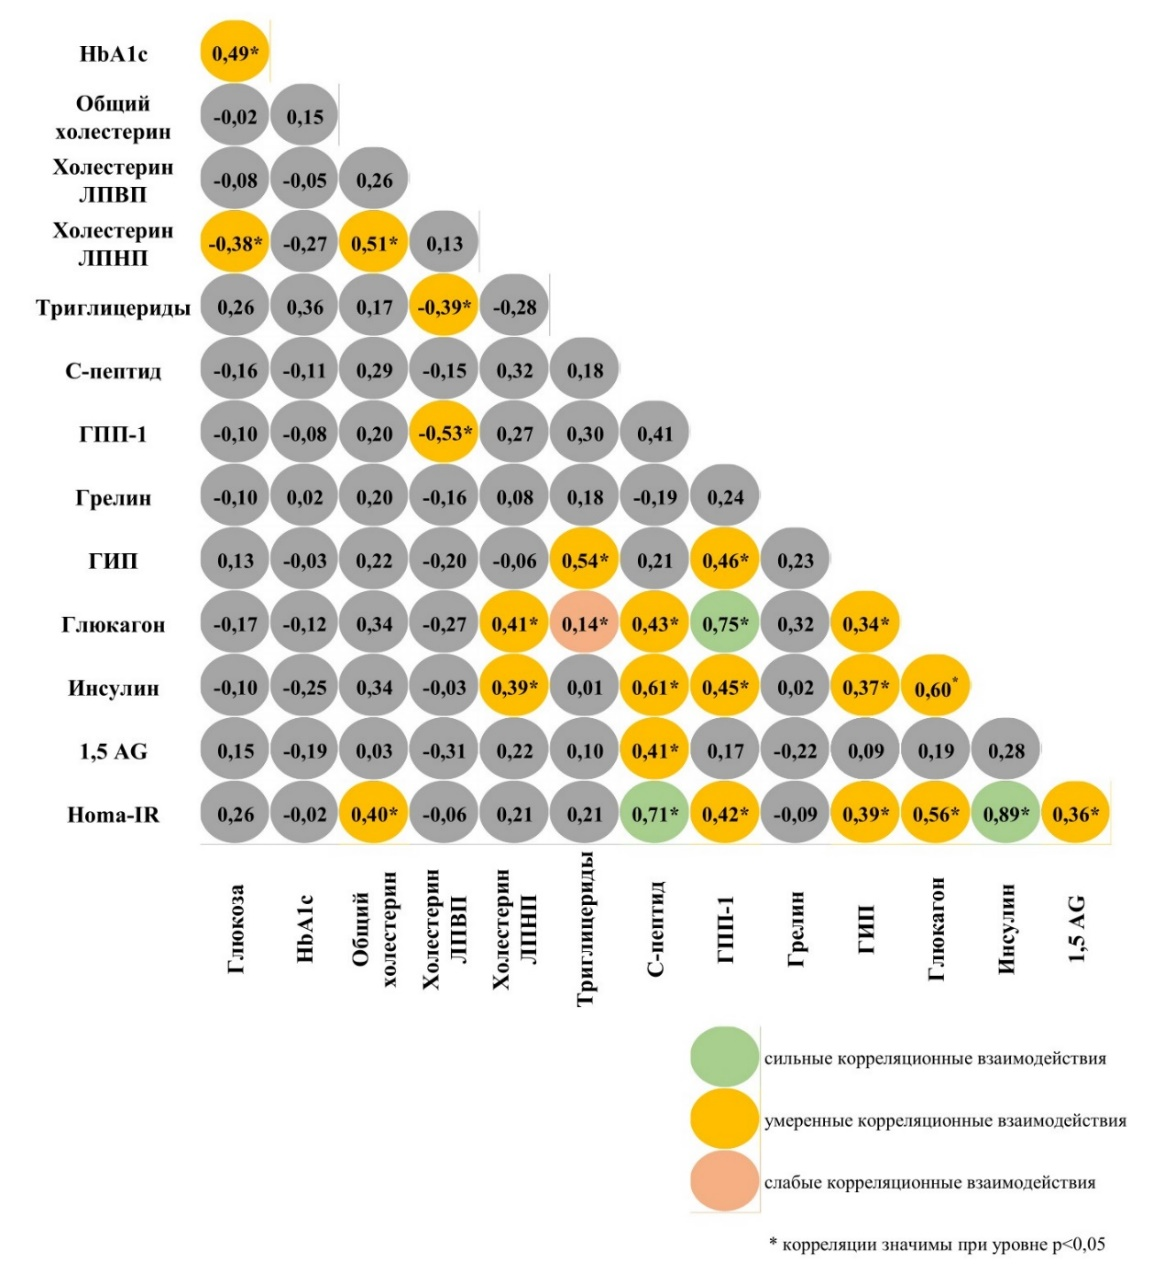 HbA1c 0,49*
Общий
холестерин -0,02 0,15
Холестерин
ЛПВП -0,08 -0,05 0,26
Холестерин
ЛПНП -0,38* -0,27 0,51* 0,13
Триглицериды 0,26 0,36 0,17 -0,39* -0,28
С-пептид -0,16 -0,11 0,29 -0,15 0,32 0,18
ГПП-1 -0,10 -0,08 0,20 -0,53* 0,27 0,30 0,41
Грелин -0,10 0,02 0,20 -0,16 0,08 0,18 -0,19 0,24
ГИП 0,13 -0,03 0,22 -0,20 -0,06 0,54* 0,21 0,46* 0,23
Глюкагон -0,17 -0,12 0,34 -0,27 0,41* 0,14* 0,43* 0,75* 0,32 0,34*
Инсулин -0,10 -0,25 0,34 -0,03 0,39* 0,01 0,61* 0,45* 0,02 0,37* 0,60*
1,5 AG 0,15 -0,19 0,03 -0,31 0,22 0,10 0,41* 0,17 -0,22 0,09 0,19 0,28
Homa-IR 0,26 -0,02 0,40* -0,06 0,21 0,21 0,71* 0,42* -0,09 0,39* 0,56* 0,89* 0,36*
Глюкоза
HbA1c
Общий
холестерин
Холестерин
ЛПВП
Холестерин
ЛПНП
Триглицериды
С-пептид
ГПП-1
Грелин
ГИП
Глюкагон
Инсулин
1,5 AG
сильные корреляционные взаимодействия
умеренные корреляционные взаимодействия
слабые корреляционные взаимодействия
* корреляции значимы при уровне p<0,05